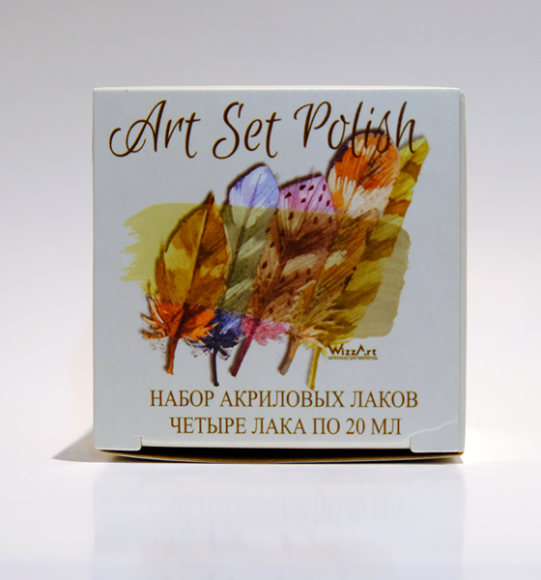 Art Set Polish
WizzArt
НАБОР АКРИЛОВЫХ ЛАКОВ
ЧЕТЫРЕ ЛАКА ПО 20 МЛ